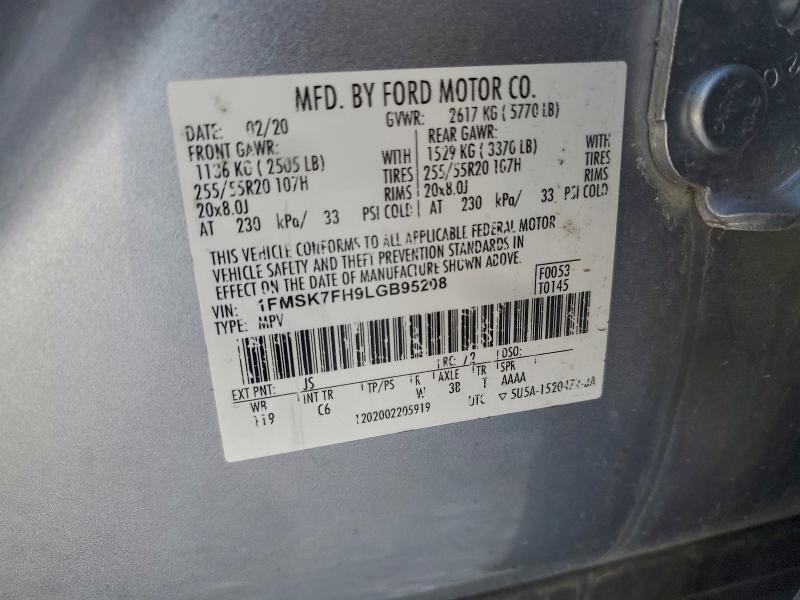 MFD. BY FORD MOTOR CO.
DATE: 02/20 GVWR: 2617 KG ( 5770 LB)
FRONT GAWR: REAR GAWR:
1136 KG ( 2505 LB) WITH 1529 KG ( 3370 LB) WITH
255/55R20 107H TIRES 255/55R20 107H TIRES
20x8.0J RIMS 20x8.0J RIMS
AT 230 kPa/ 33 PSI COLD AT 230 kPa/ 33 PSI COLD
THIS VEHICLE CONFORMS TO ALL APPLICABLE FEDERAL MOTOR
VEHICLE SAFETY AND THEFT PREVENTION STANDARDS IN
EFFECT ON THE DATE OF MANUFACTURE SHOWN ABOVE.
VIN: 1FMSK7FH9LGB95208 F0053
TYPE: MPV T0145
EXT PNT: JS RC: 72 DSO:
WB INT TR TP/PS R AXLE TR SPR
119 C6 W 3B T AAAA
1202002205919 UTC